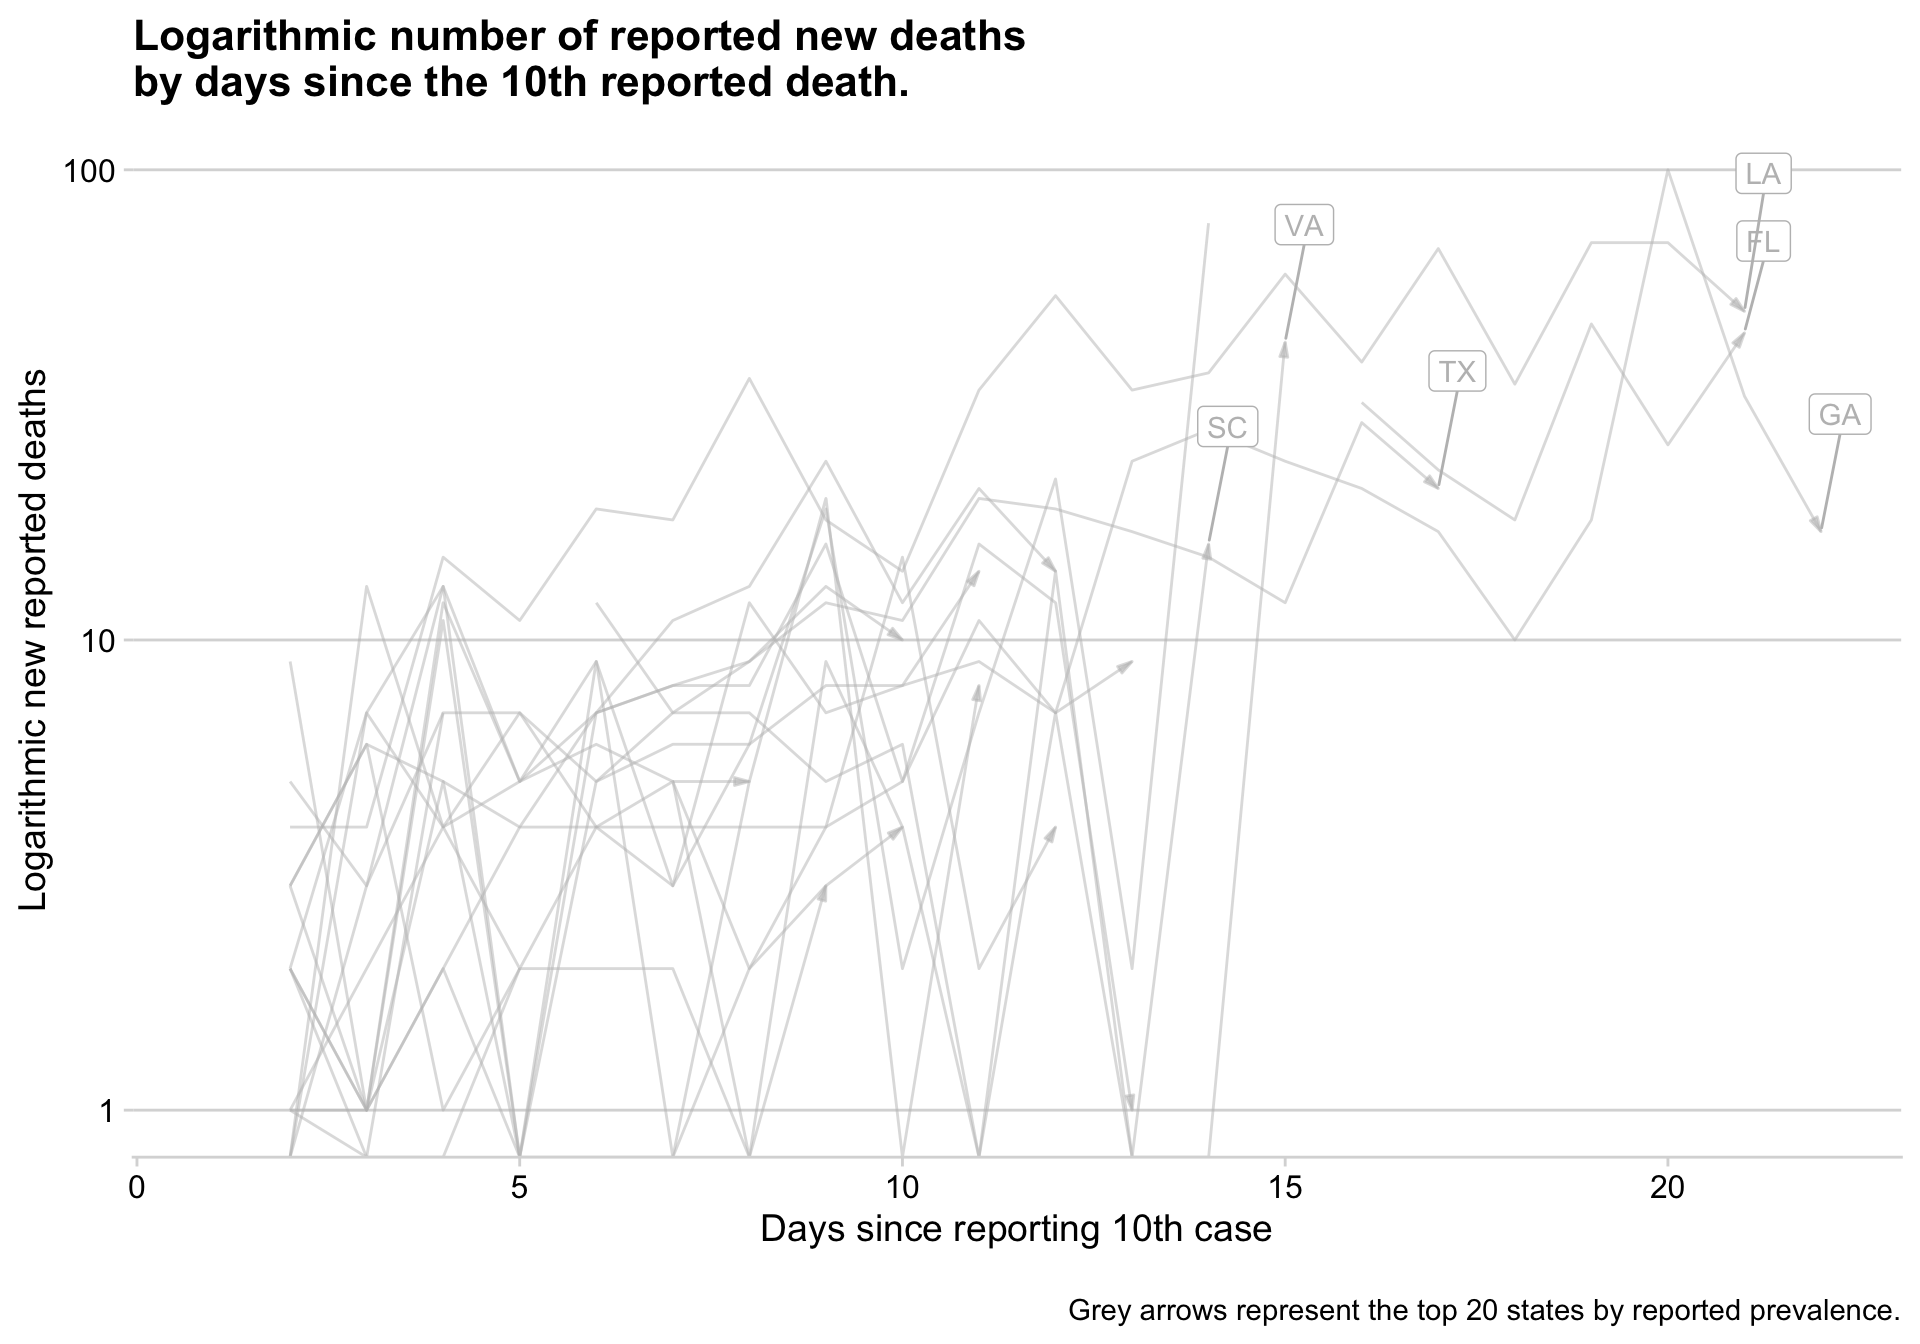 Logarithmic number of reported new deaths
by days since the 10th reported death.
100
10
1
Logarithmic new reported deaths
LA
VA
FL
TX
GA
SC
0
5
10
15
20
Days since reporting 10th case
Grey arrows represent the top 20 states by reported prevalence.